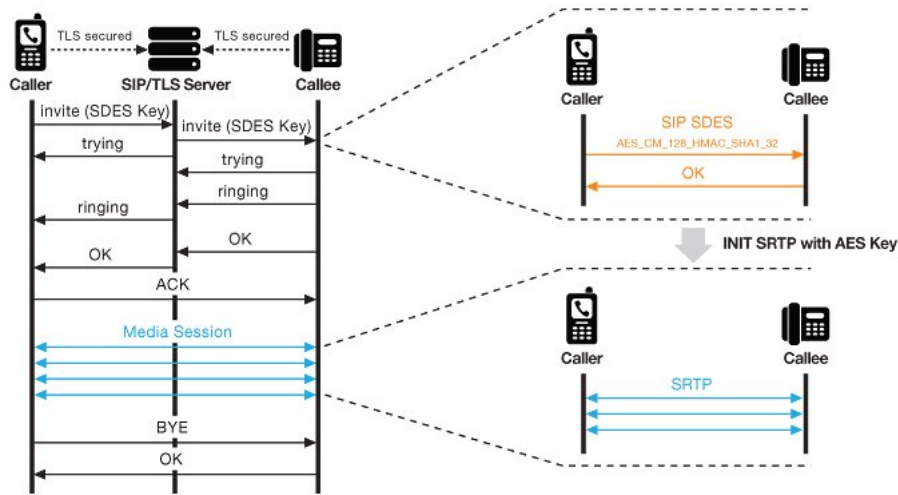 TLS secured
TLS secured
Caller
SIP/TLS Server
Callee
invite (SDES Key)
invite (SDES Key)
trying
trying
ringing
ringing
OK
OK
ACK
Media Session
BYE
OK
Caller
Callee
SIP SDES
AES_CM_128_HMAC_SHA1_32
OK
INIT SRTP with AES Key
Caller
Callee
SRTP